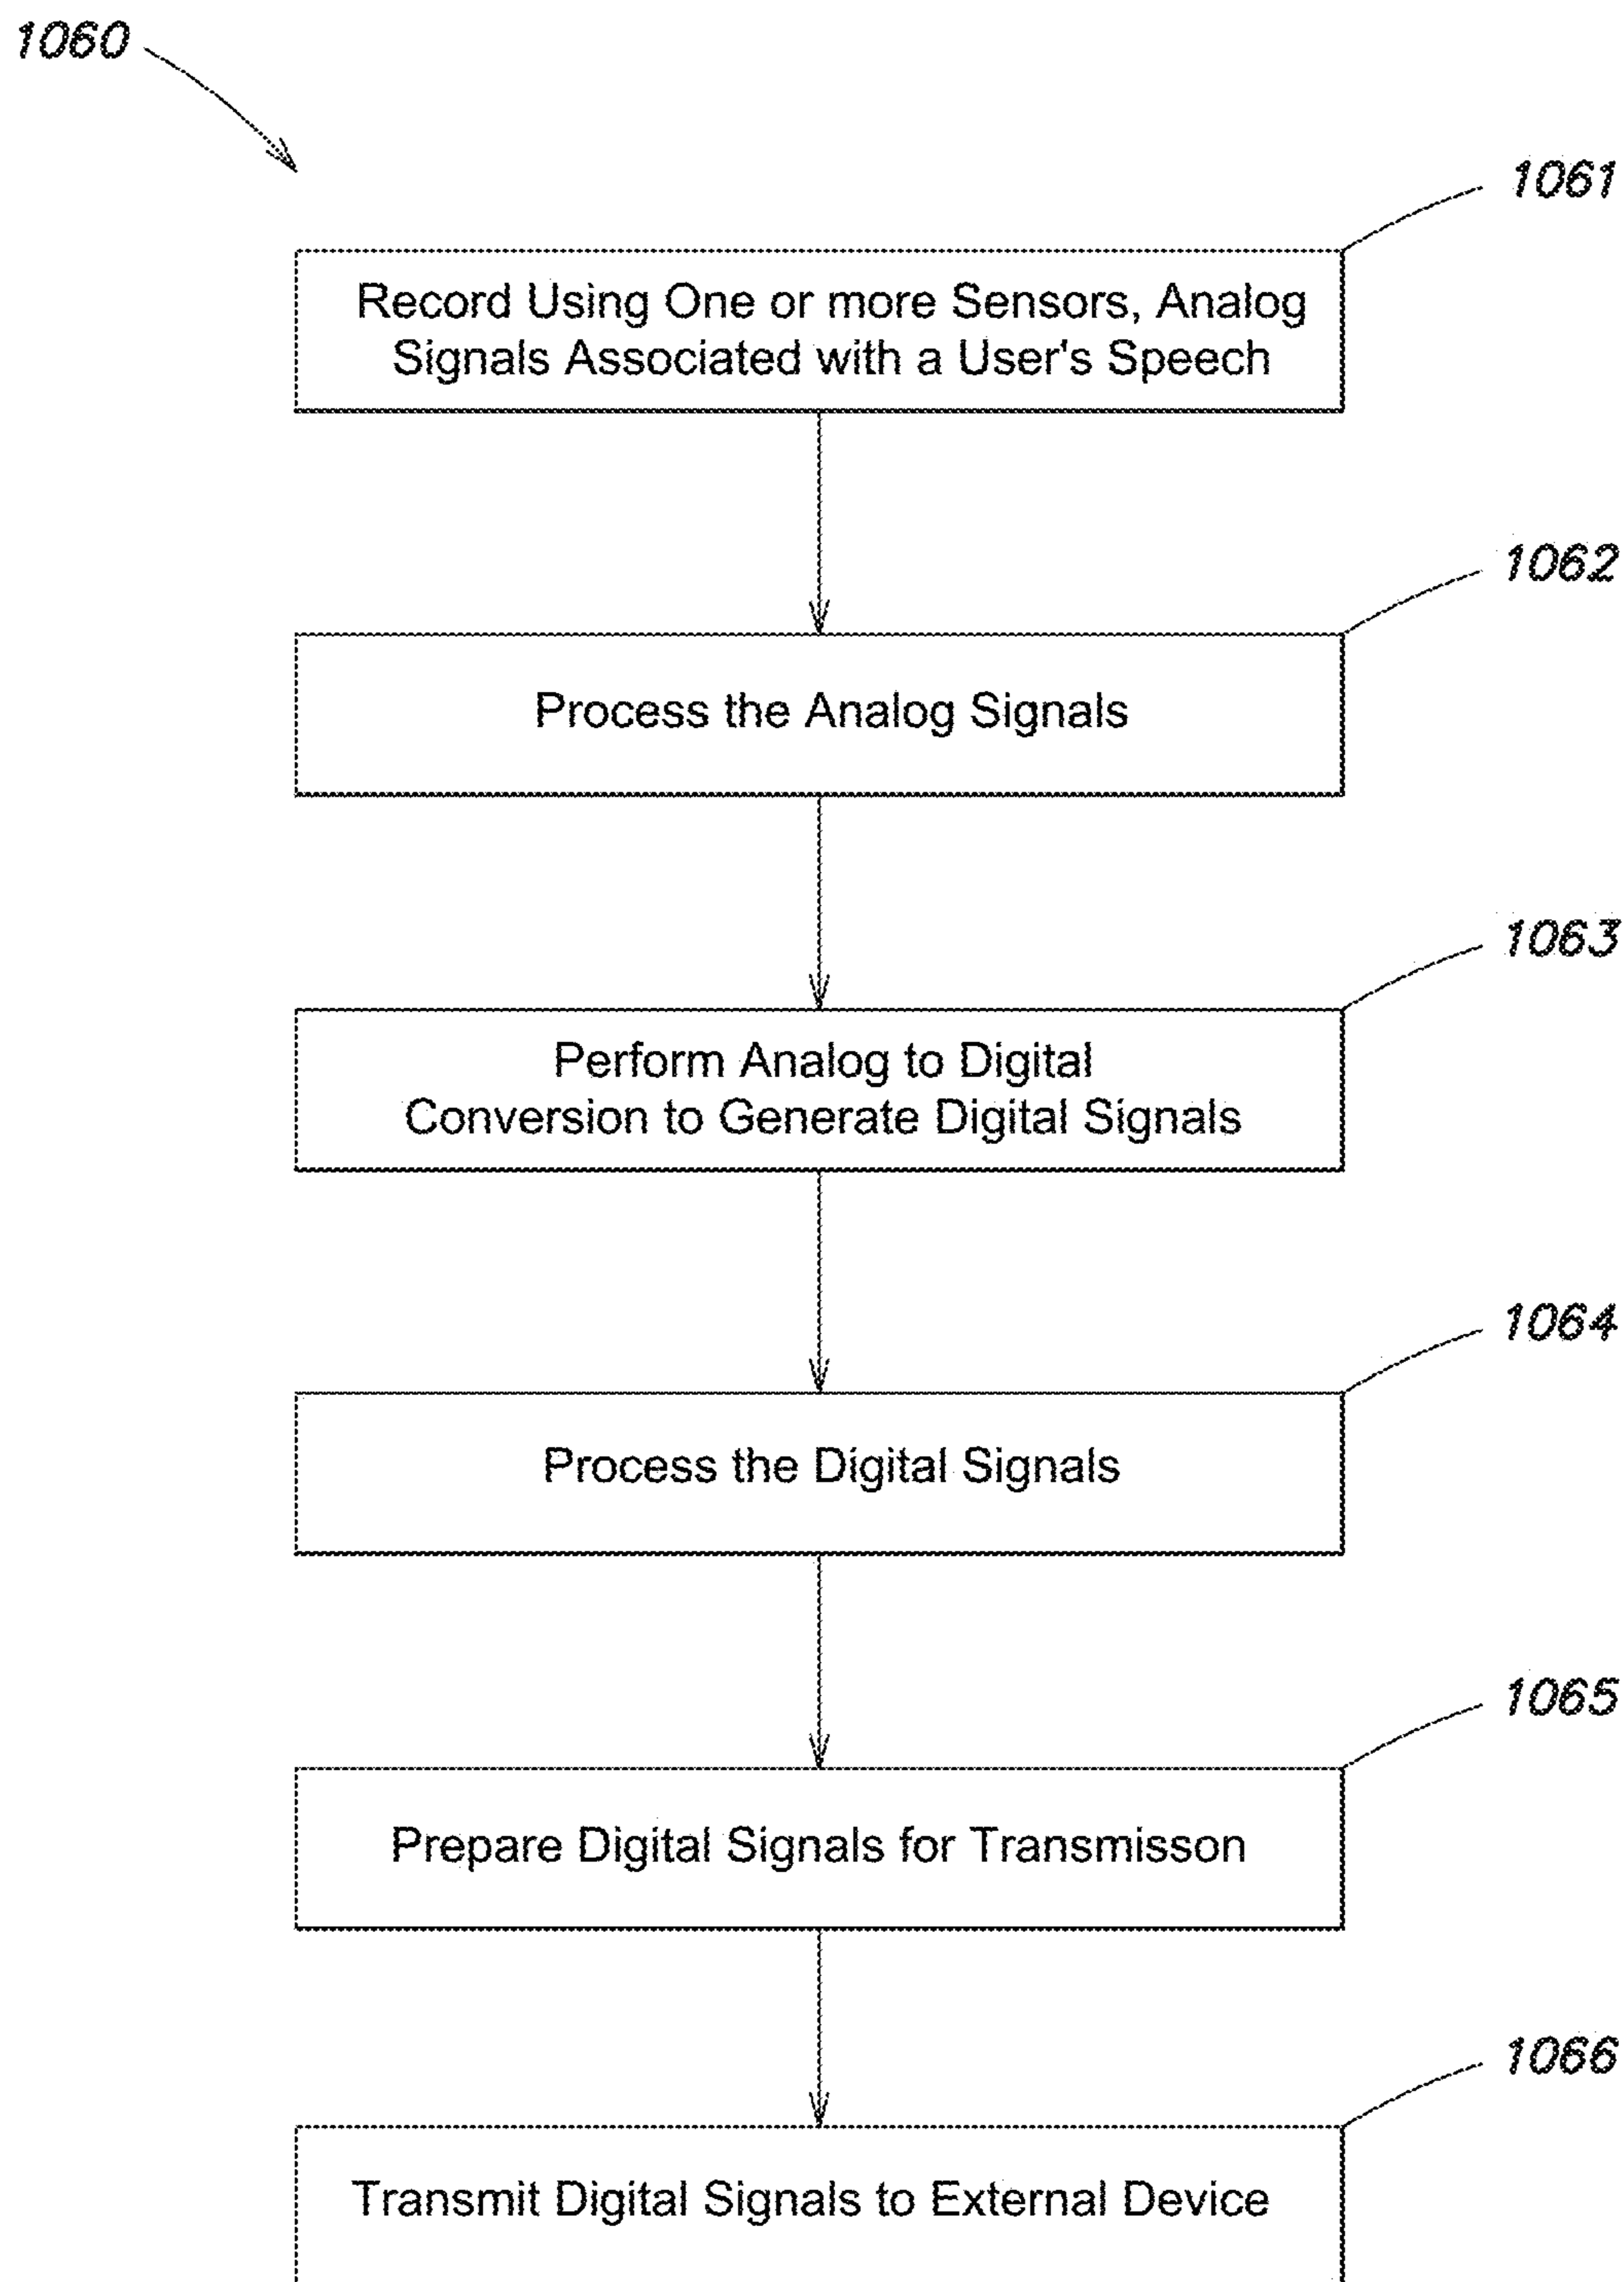 1060
1061
Record Using One or more Sensors, Analog
Signals Associated with a User's Speech
1062
Process the Analog Signals
1063
Perform Analog to Digital
Conversion to Generate Digital Signals
1064
Process the Digital Signals
1065
Prepare Digital Signals for Transmisson
1066
Transmit Digital Signals to External Device